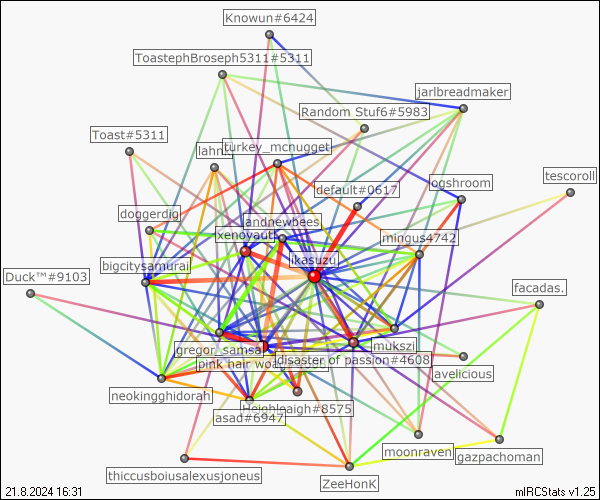 Knowun#6424
ToastephBroseph5311#5311
jarlbreadmaker
Random Stuf6#5983
Toast#5311
lahn
turkey_mcnugget
tescoroll
default#0617
ogshroom
doggerdig
andnewbees
xenovault
mingus4742
ikasuzu
bigcitysamurai
Duck™#9103
facadas.
gregor_samsa
mukszi
pink hair
disaster of passion#4608
avelicious
neokingghidorah
Heighleaigh#8575
asad#6947
moonraven
gazpachoman
thiccusboiusalexusjoneus
ZeeHonK
21.8.2024 16:31
mIRCStats v1.25